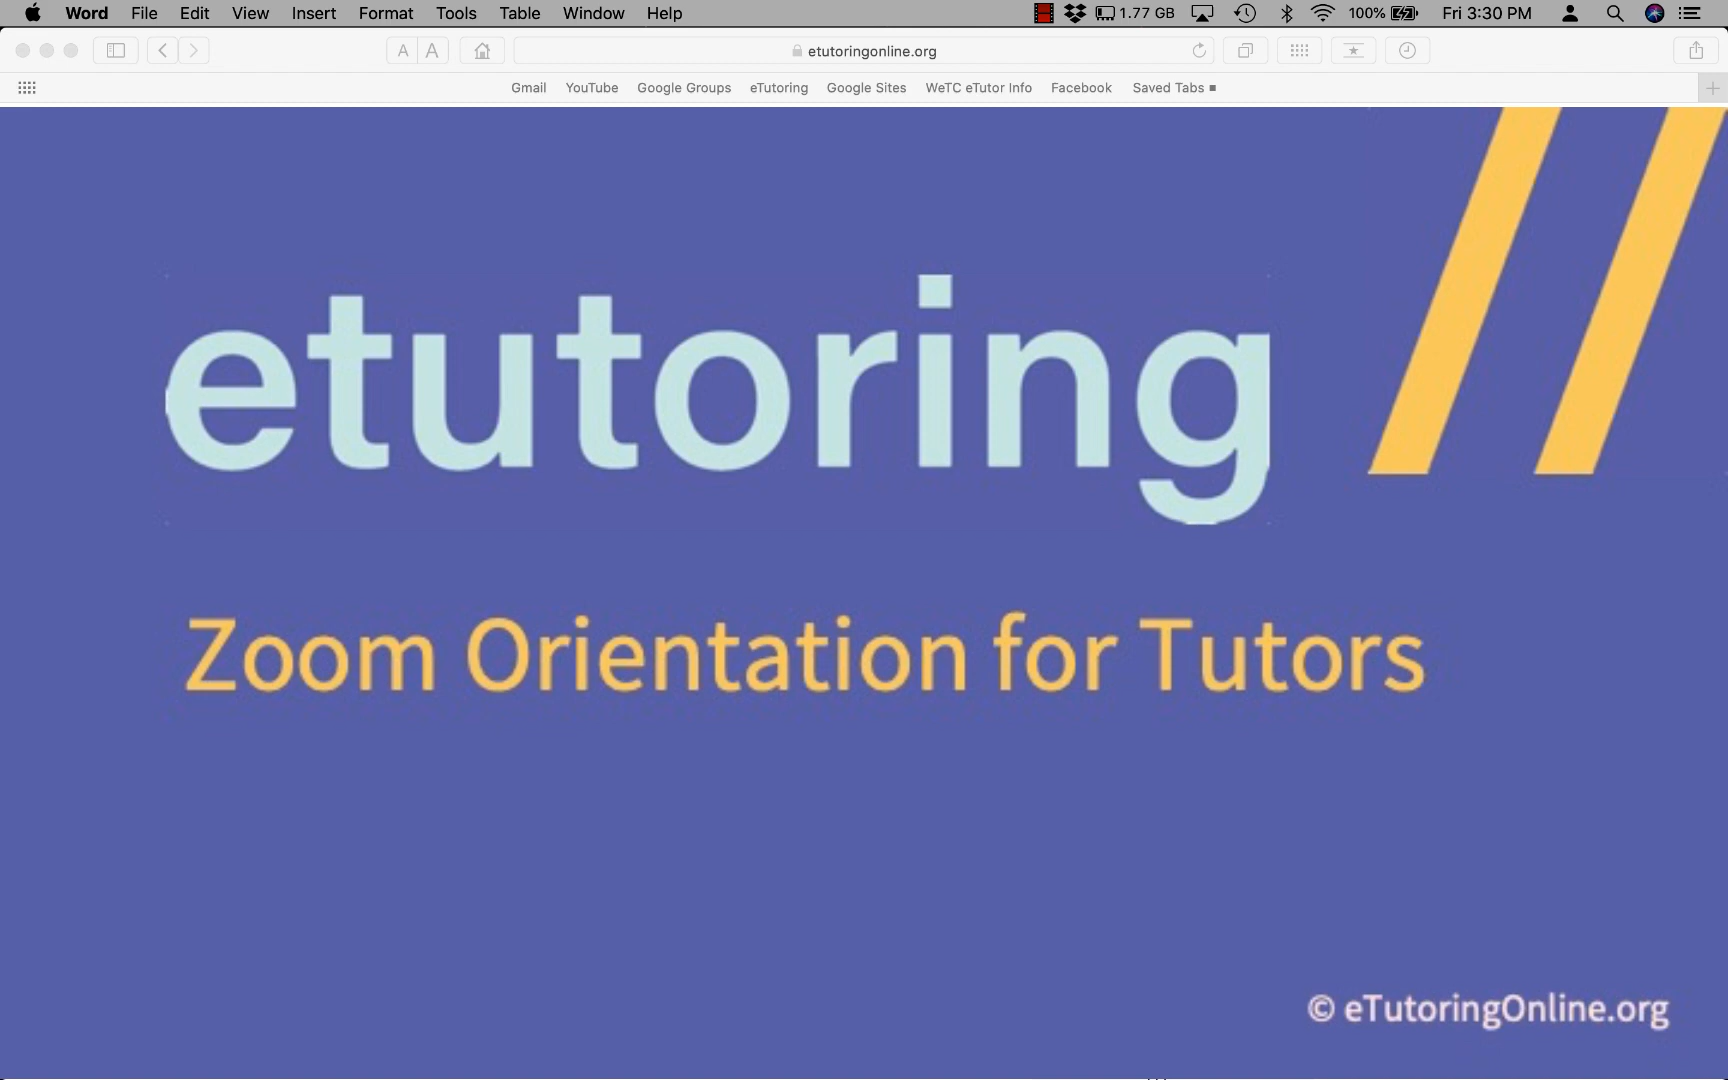 Word File Edit View Insert Format Tools Table Window Help 1.77 GB 100% Fri 3:30 PM
A A etutoringonline.org
Gmail YouTube Google Groups eTutoring Google Sites WeTC eTutor Info Facebook Saved Tabs
etutoring
Zoom Orientation for Tutors
© eTutoringOnline.org